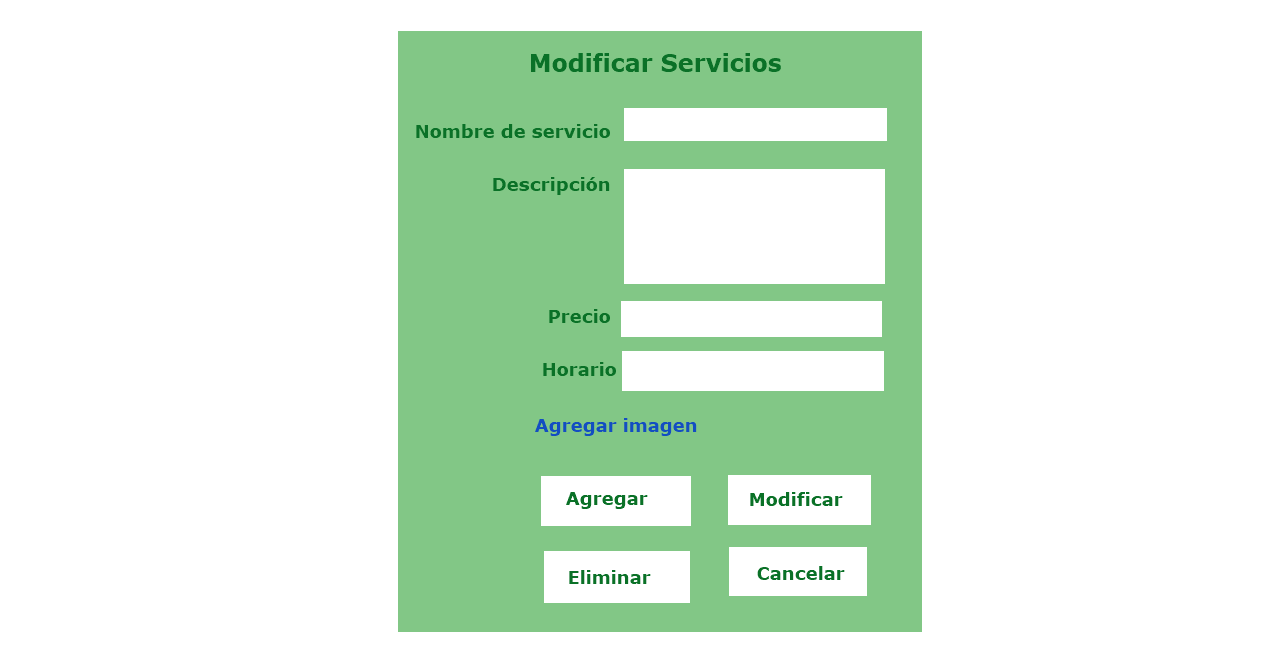 Modificar Servicios
Nombre de servicio
Descripción
Precio
Horario
Agregar imagen
Agregar
Modificar
Eliminar
Cancelar